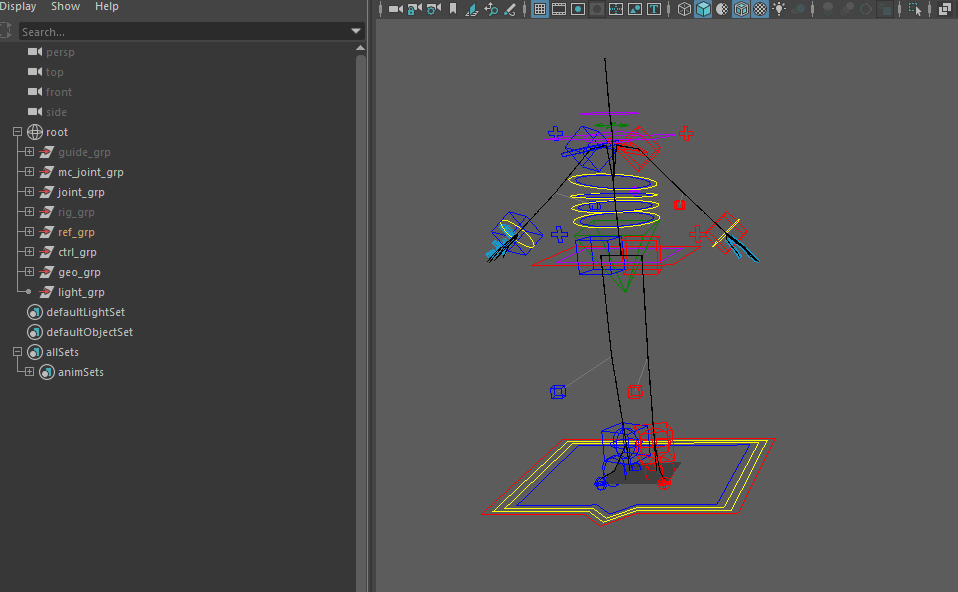 Display Show Help
Search...
persp
top
front
side
root
guide_grp
mc_joint_grp
joint_grp
rig_grp
ref_grp
ctrl_grp
geo_grp
light_grp
defaultLightSet
defaultObjectSet
allSets
animSets